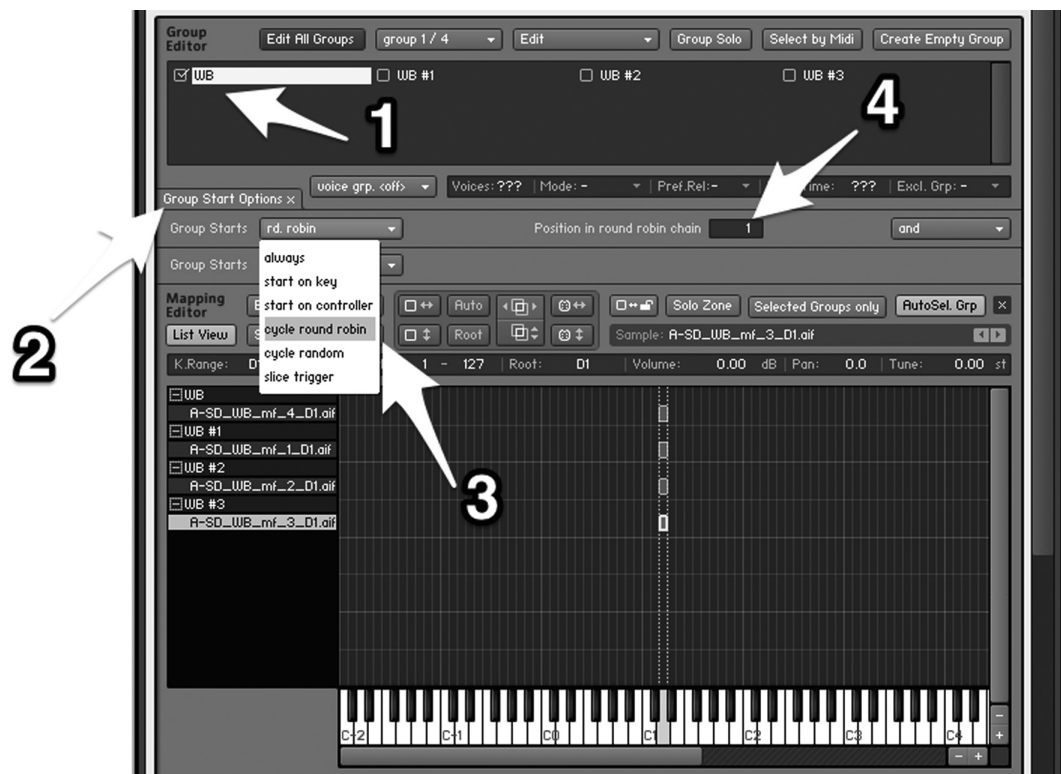 Group Editor
Edit All Groups
group 1 / 4
Edit
Group Solo
Select by Midi
Create Empty Group
WB
WB #1
WB #2
WB #3
1
4
voice grp. <off>
Voices: ???
Mode: -
Pref.Rel:-
ime: ???
Excl. Grp: -
Group Start Options ×
Group Starts
rd. robin
Position in round robin chain
1
and
2
Group Starts
always
start on key
start on controller
cycle round robin
cycle random
slice trigger
Mapping Editor
Auto
Solo Zone
Selected Groups only
AutoSel. Grp
×
List View
Root
Sample: A-SD_WB_mf_3_D1.aif
K.Range:
1 - 127
Root: D1
Volume: 0.00 dB
Pan: 0.0
Tune: 0.00 st
WB
A-SD_WB_mf_4_D1.aif
WB #1
A-SD_WB_mf_1_D1.aif
WB #2
A-SD_WB_mf_2_D1.aif
WB #3
A-SD_WB_mf_3_D1.aif
3
C-2
C-1
C0
C1
C2
C3
C4